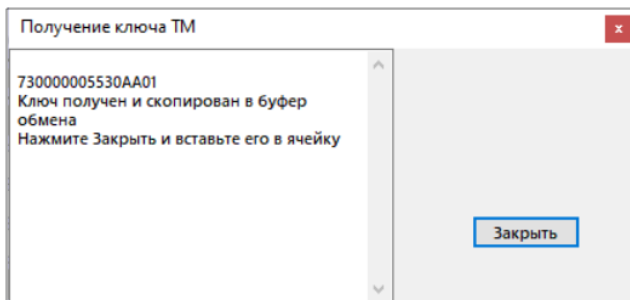 Получение ключа ТМ
x
730000005530AA01
Ключ получен и скопирован в буфер
обмена
Нажмите Закрыть и вставьте его в ячейку
Закрыть